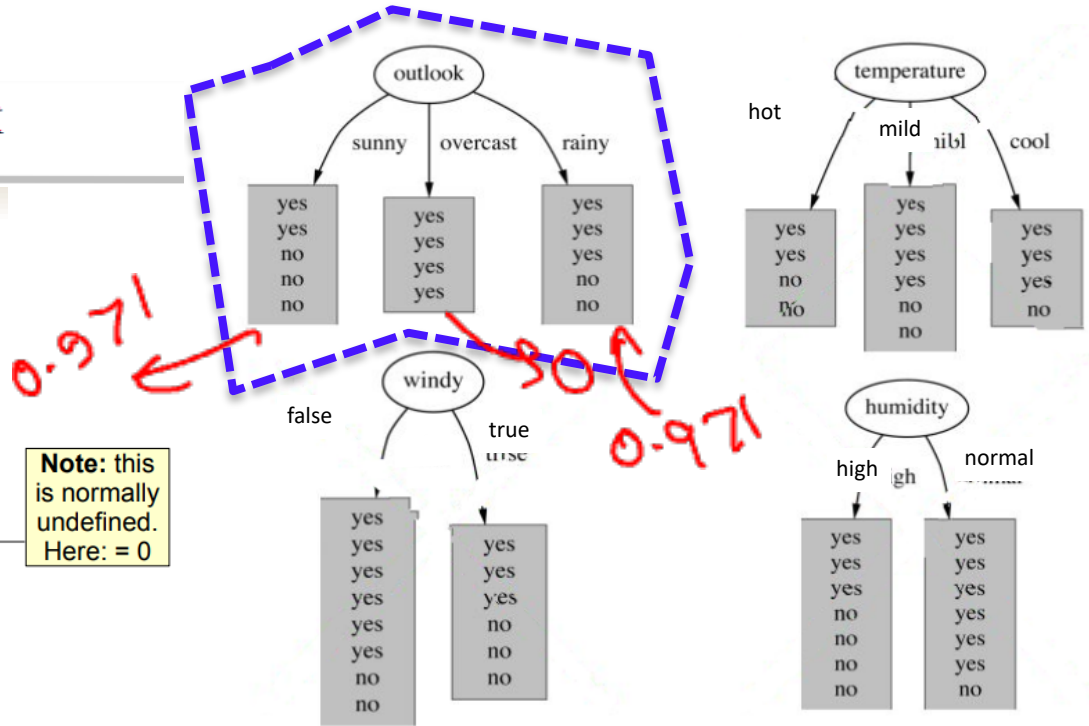 outlook
sunny overcast rainy
yes
yes
no
no
no
yes
yes
yes
yes
yes
yes
yes
no
no
0.971
0
0.971
temperature
hot mild cool
yes
yes
no
no
yes
yes
yes
yes
no
no
yes
yes
yes
no
windy
false true
yes
yes
yes
yes
yes
yes
no
no
yes
yes
yes
no
no
no
humidity
high normal
yes
yes
yes
no
no
no
no
yes
yes
yes
yes
yes
yes
no
Note: this
is normally
undefined.
Here: = 0